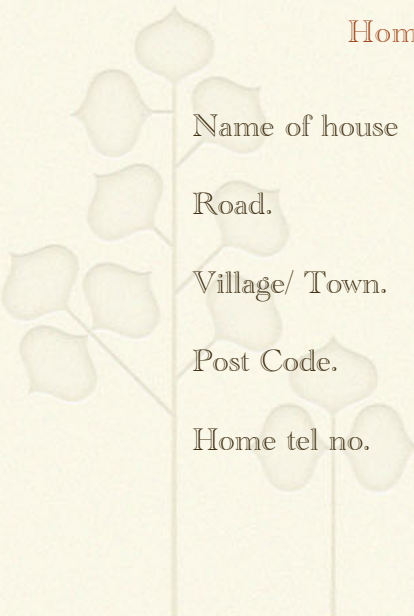 Hom
Name of house
Road.
Village/ Town.
Post Code.
Home tel no.